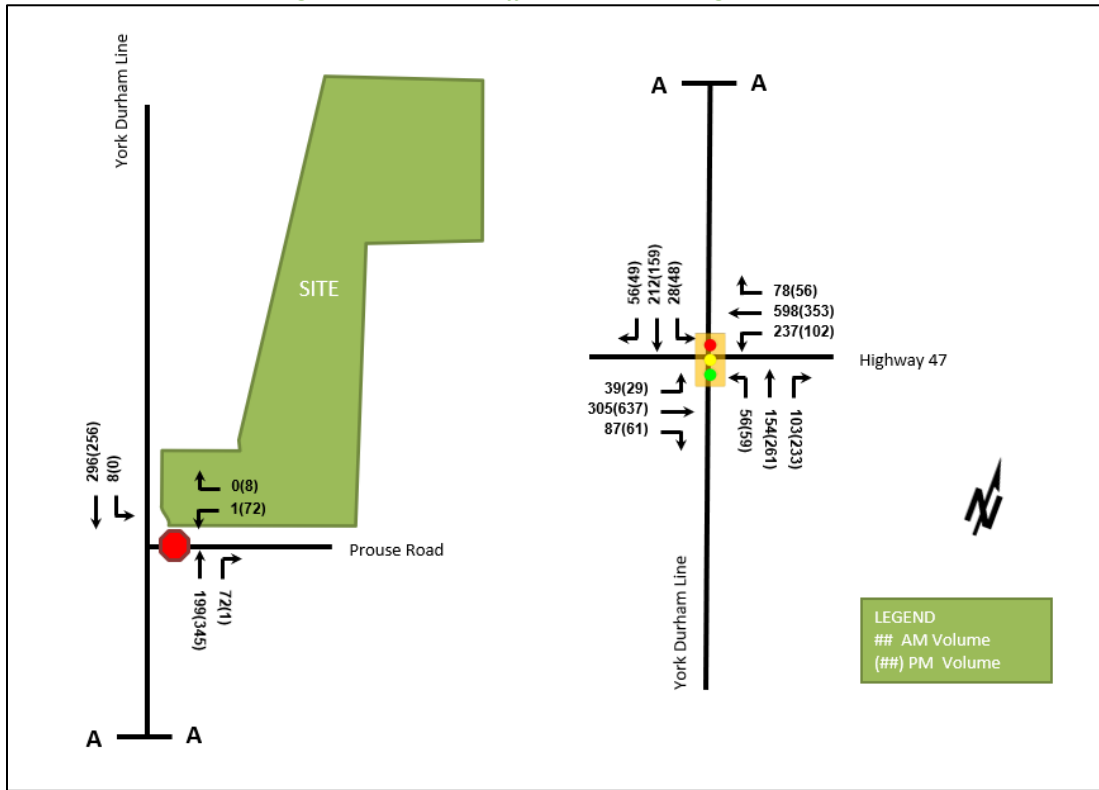 York Durham Line
SITE
296(256)
8(0)
0(8)
1(72)
Prouse Road
199(345)
72(1)
A A
A A
56(49)
212(159)
28(48)
78(56)
598(353)
237(102)
Highway 47
39(29)
305(637)
87(61)
56(59)
154(261)
103(233)
York Durham Line
N
LEGEND
## AM Volume
(##) PM Volume